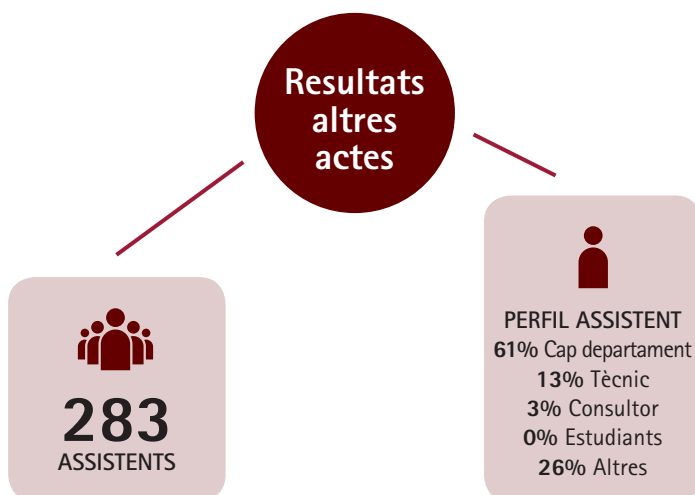 Resultats
altres
actes
283
ASSISTENTS
PERFIL ASSISTENT
61% Cap departament
13% Tècnic
3% Consultor
0% Estudiants
26% Altres